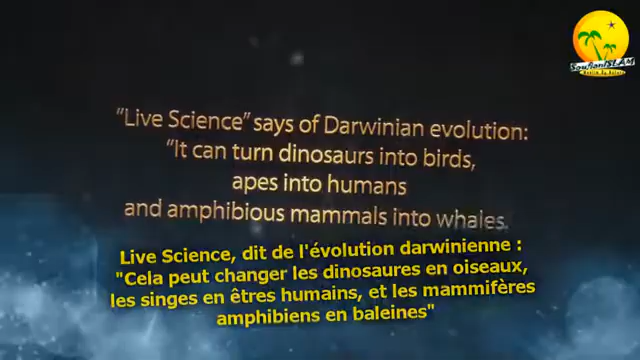 SoufianISLAM
"Live Science" says of Darwinian evolution:
"It can turn dinosaurs into birds,
apes into humans
and amphibious mammals into whales.
Live Science, dit de l'évolution darwinienne :
"Cela peut changer les dinosaures en oiseaux,
les singes en êtres humains, et les mammifères
amphibiens en baleines"